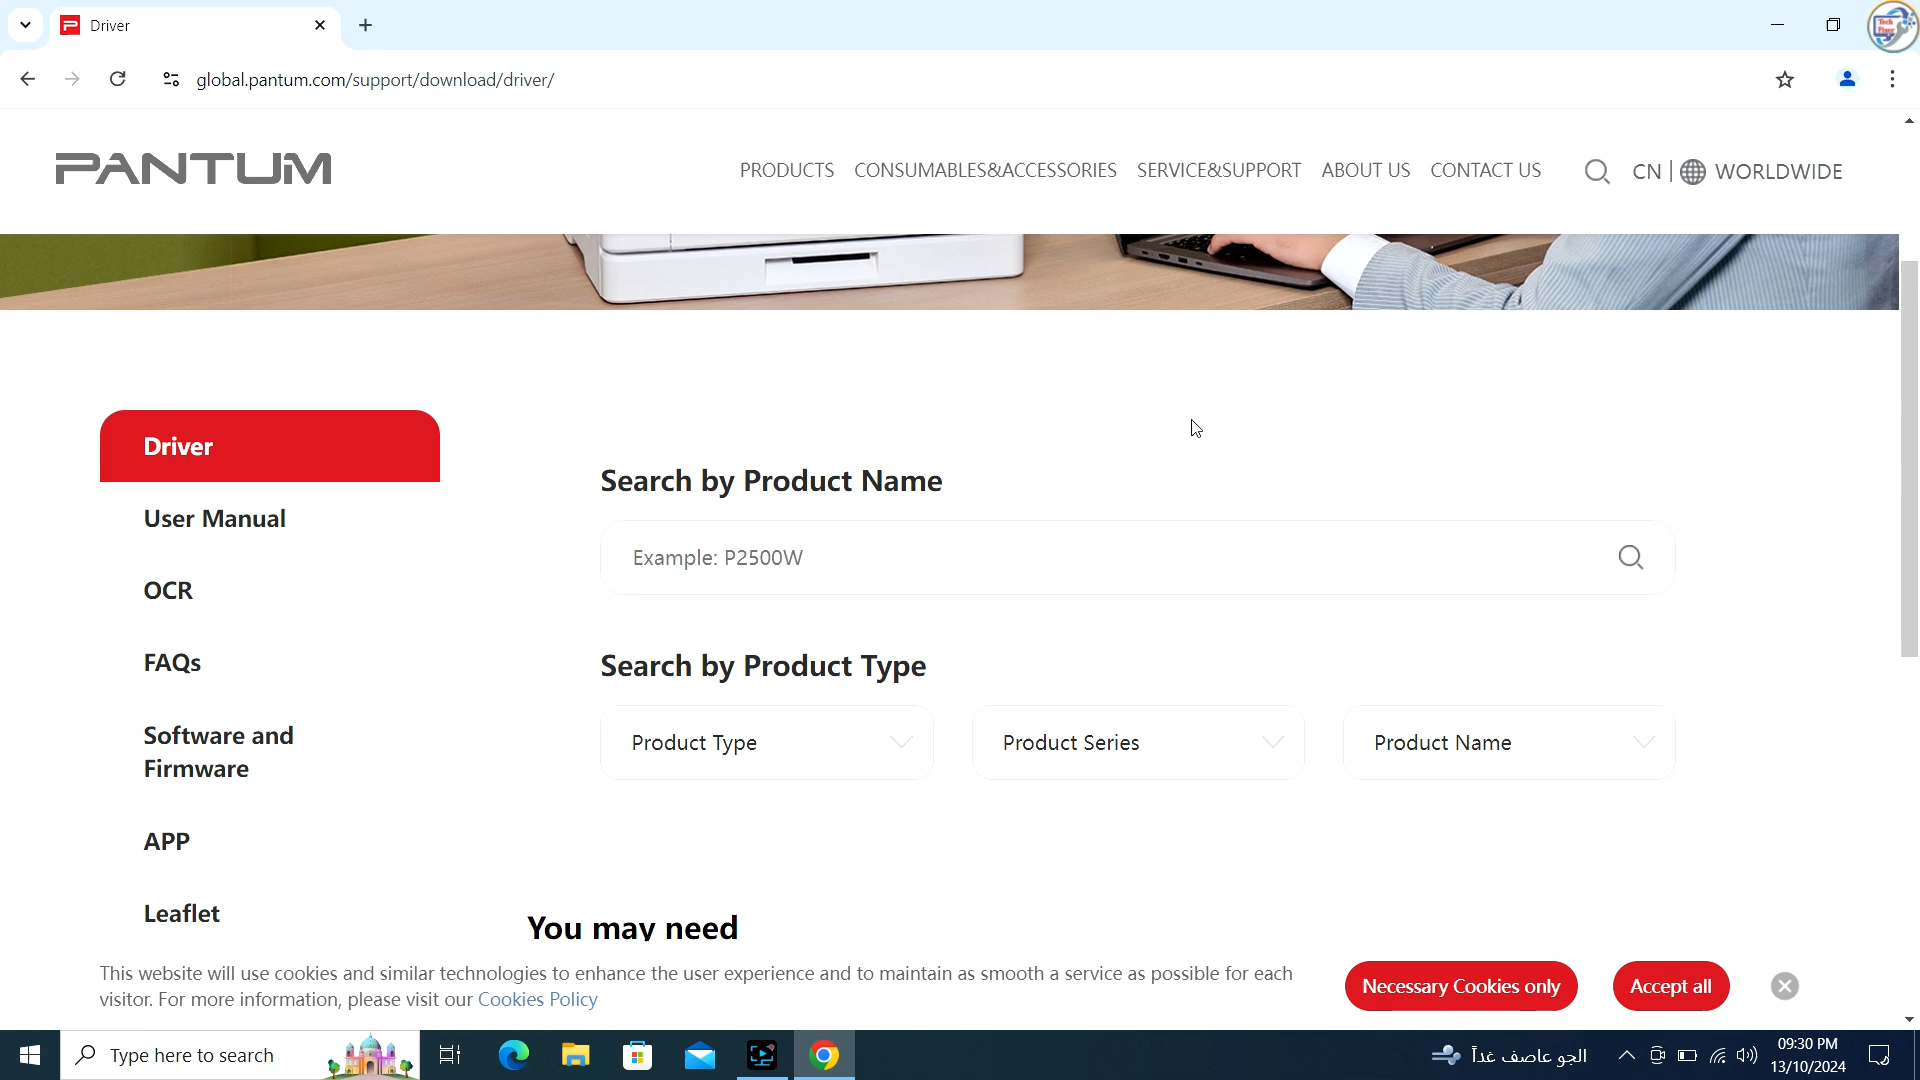 Driver
global.pantum.com/support/download/driver/
Tech
Fixer
PANTUM
PRODUCTS CONSUMABLES&ACCESSORIES SERVICE&SUPPORT ABOUT US CONTACT US CN | WORLDWIDE
Driver
User Manual
OCR
FAQs
Software and
Firmware
APP
Leaflet
Search by Product Name
Example: P2500W
Search by Product Type
Product Type Product Series Product Name
You may need
This website will use cookies and similar technologies to enhance the user experience and to maintain as smooth a service as possible for each
visitor. For more information, please visit our Cookies Policy
Necessary Cookies only Accept all
Type here to search
الجو عاصف غداً
09:30 PM
13/10/2024